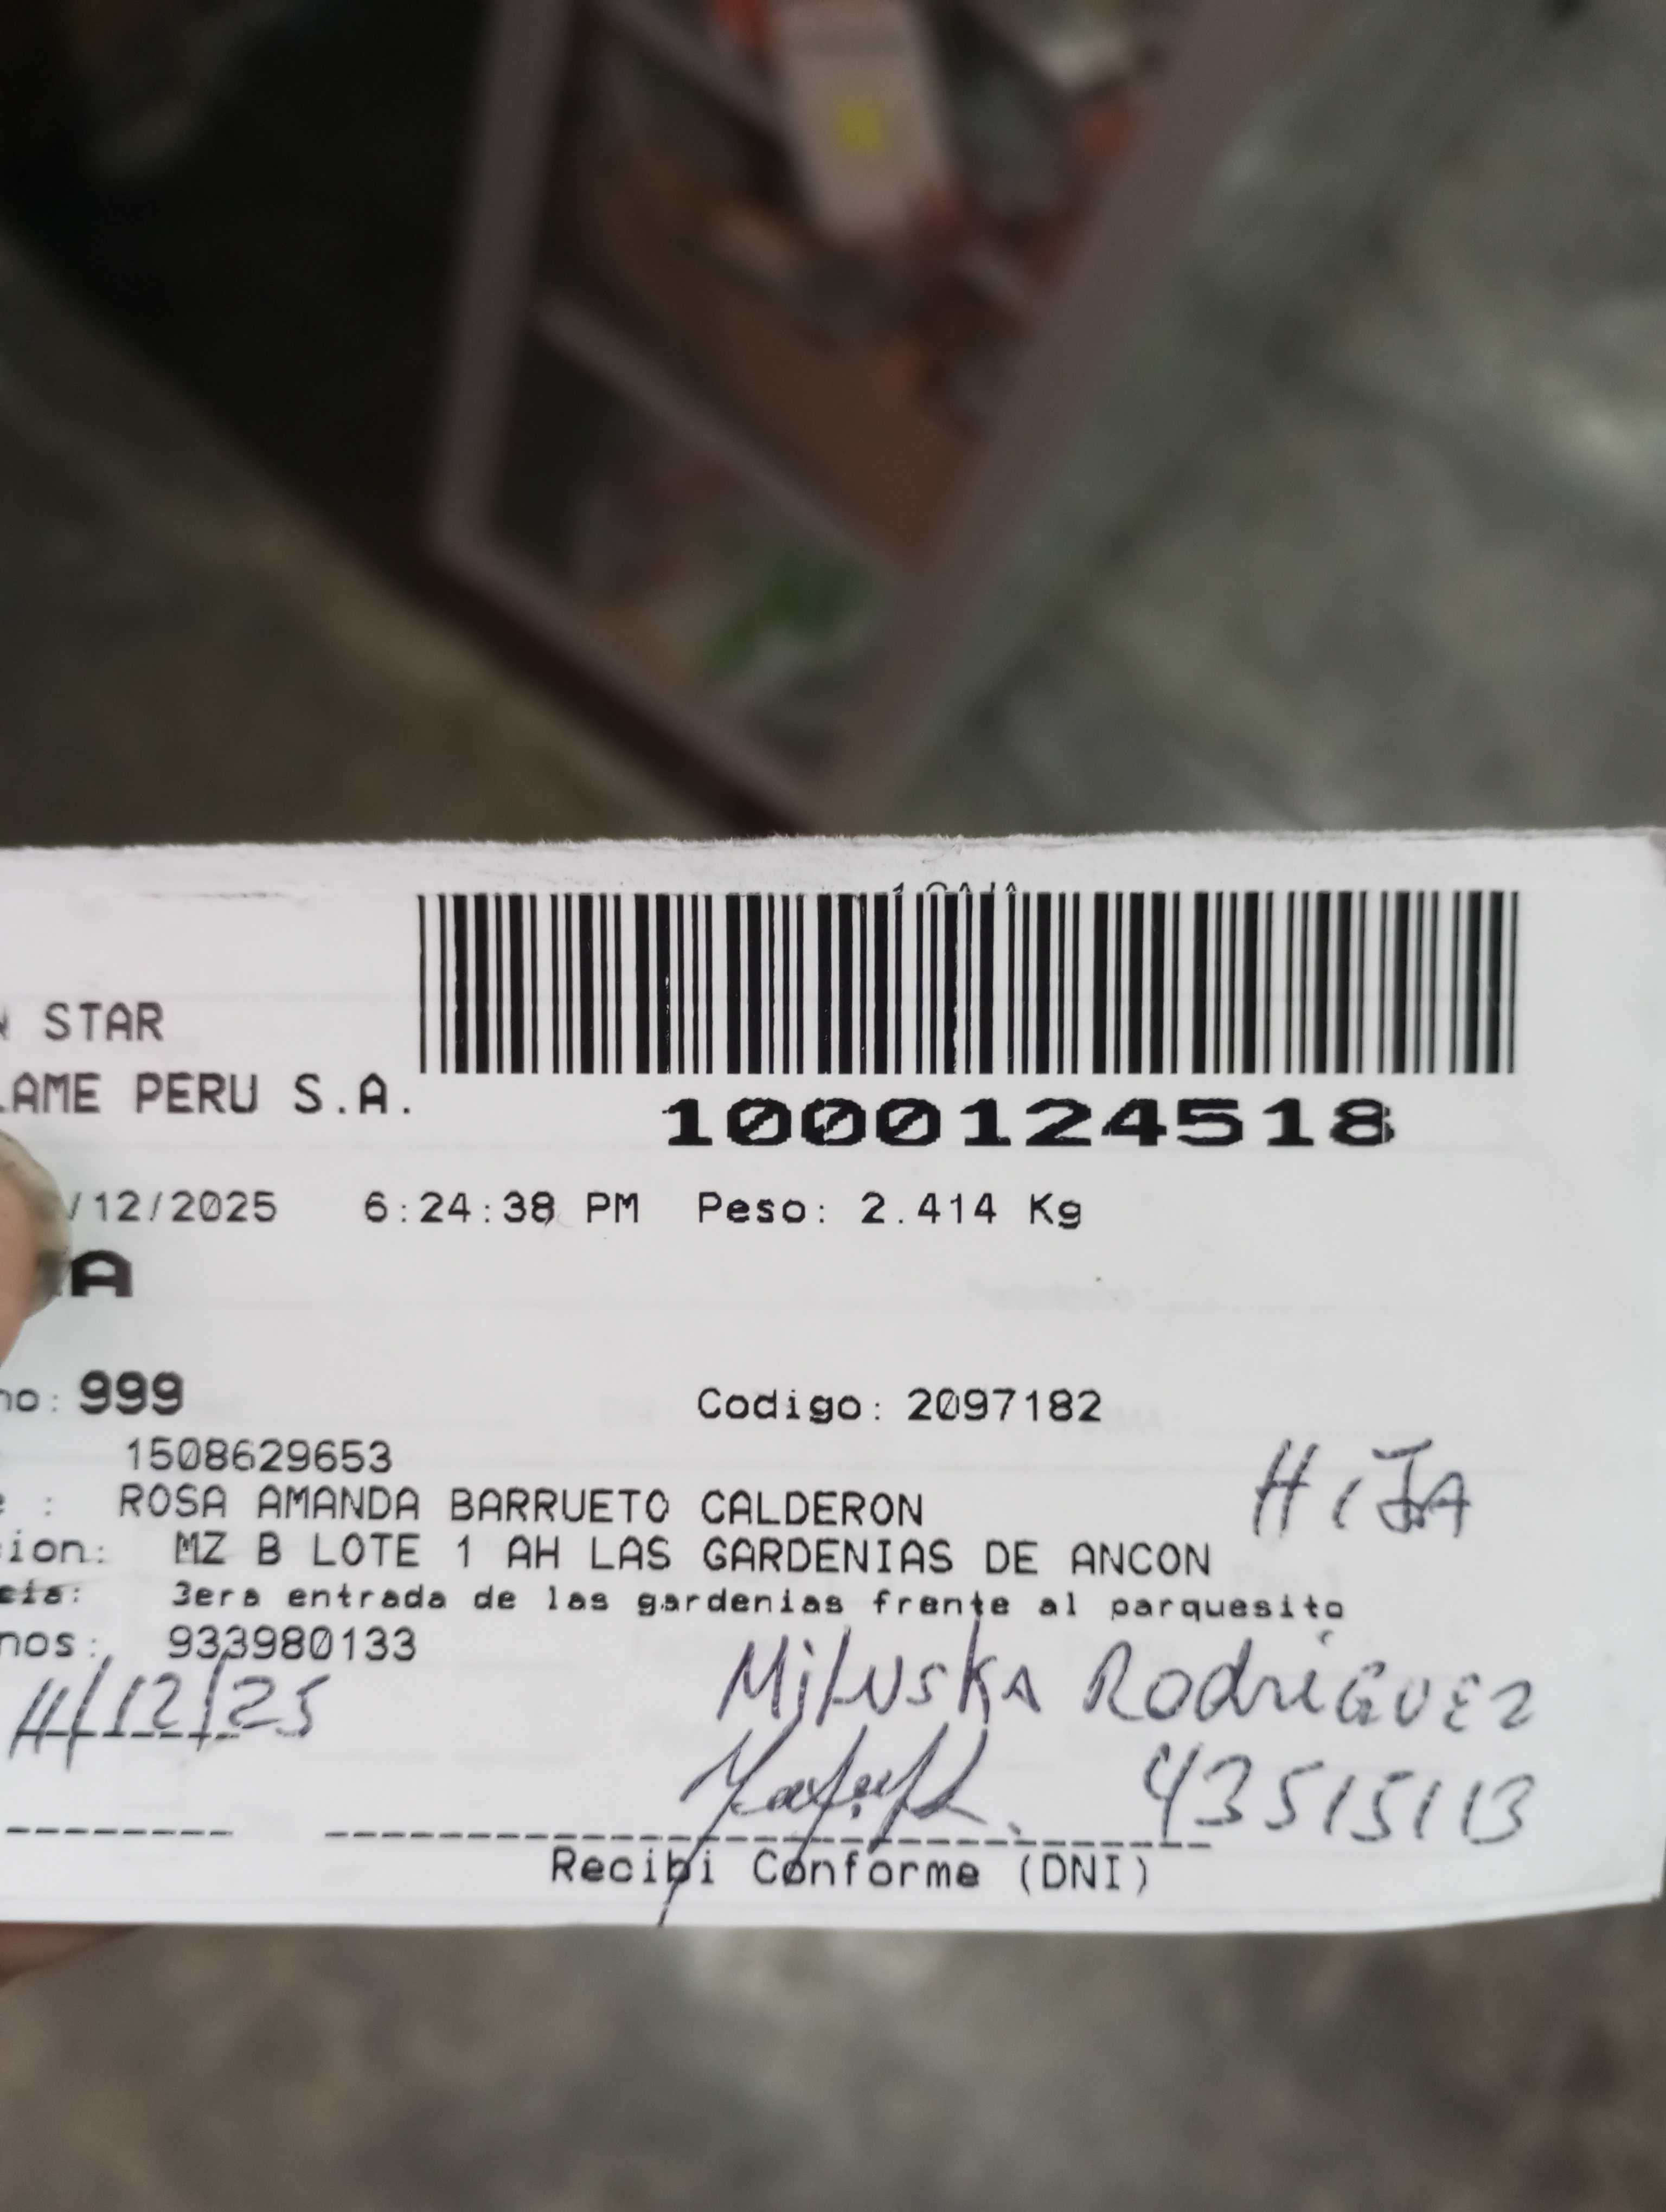 STAR
LAME PERU S.A.
1000124518
/12/2025 6:24:38 PM Peso: 2.414 Kg
A
no: 999 Codigo: 2097182
1508629653
HIJA
e : ROSA AMANDA BARRUETO CALDERON
cion: MZ B LOTE 1 AH LAS GARDENIAS DE ANCON
cia: 3era entrada de las gardenias frente al parquesito
nos: 933980133
11/12/25 Miluska Rodriguez
43515113
Recibi Conforme (DNI)